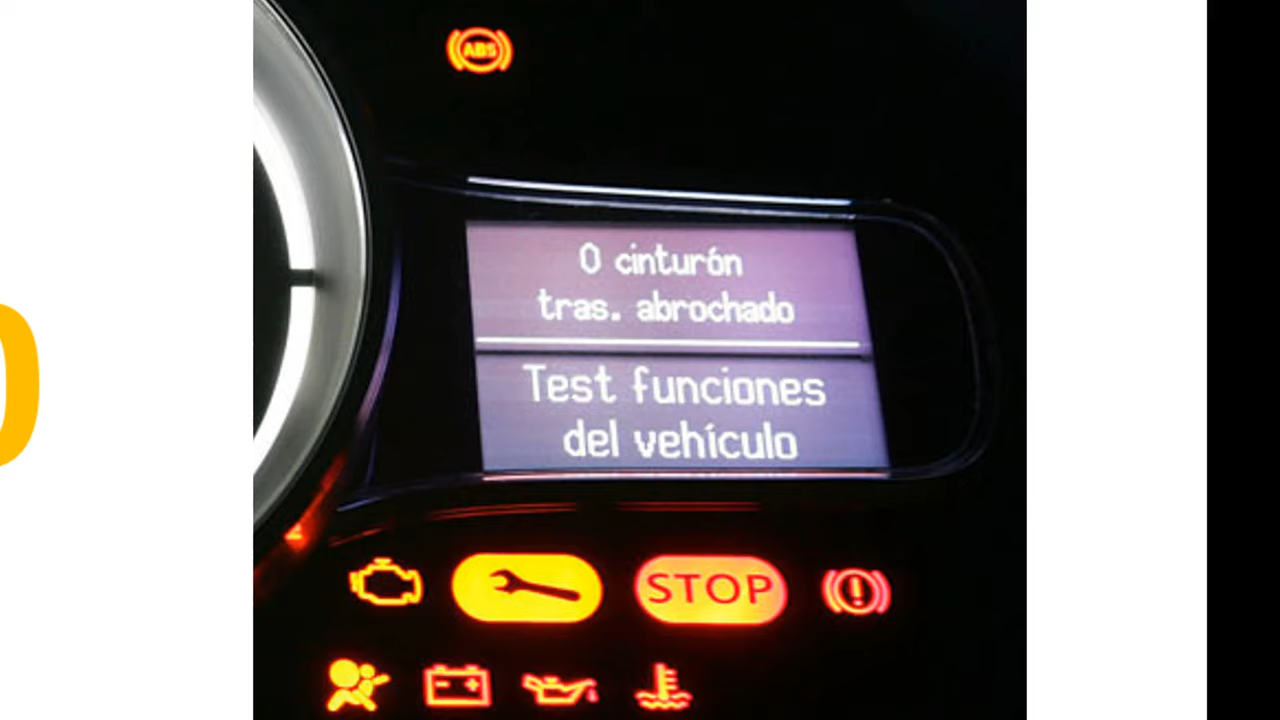 ABS
0 cinturón
tras. abrochado
Test funciones
del vehículo
STOP